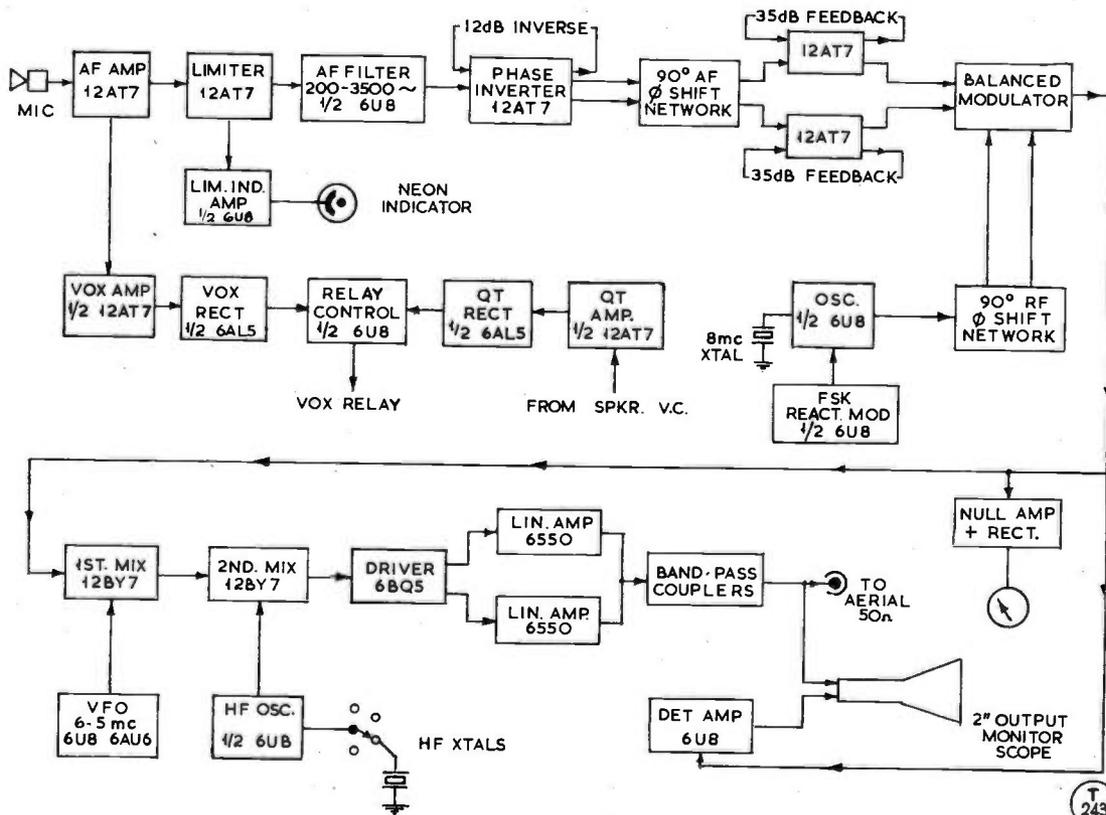 12dB INVERSE
35dB FEEDBACK
MIC
AF AMP
12AT7
LIMITER
12AT7
AF FILTER
200-3500~
1/2 6U8
PHASE
INVERTER
12AT7
90° AF
Ø SHIFT
NETWORK
12AT7
12AT7
35dB FEEDBACK
BALANCED
MODULATOR
LIM. IND.
AMP
1/2 6U8
NEON
INDICATOR
VOX AMP
1/2 12AT7
VOX
RECT
1/2 6AL5
RELAY
CONTROL
1/2 6U8
QT
RECT
1/2 6AL5
QT
AMP.
1/2 12AT7
8mc
XTAL
OSC.
1/2 6U8
90° RF
Ø SHIFT
NETWORK
VOX RELAY
FROM SPKR. V.C.
FSK
REACT. MOD
1/2 6U8
1ST. MIX
12BY7
2ND. MIX
12BY7
DRIVER
6BQ5
LIN. AMP
6550
LIN. AMP.
6550
BAND-PASS
COUPLERS
TO
AERIAL
50Ω
NULL AMP
+ RECT.
VFO
6-5 mc
6U8 6AU6
HF OSC.
1/2 6UB
HF XTALS
DET AMP
6U8
2" OUTPUT
MONITOR
SCOPE
T
243